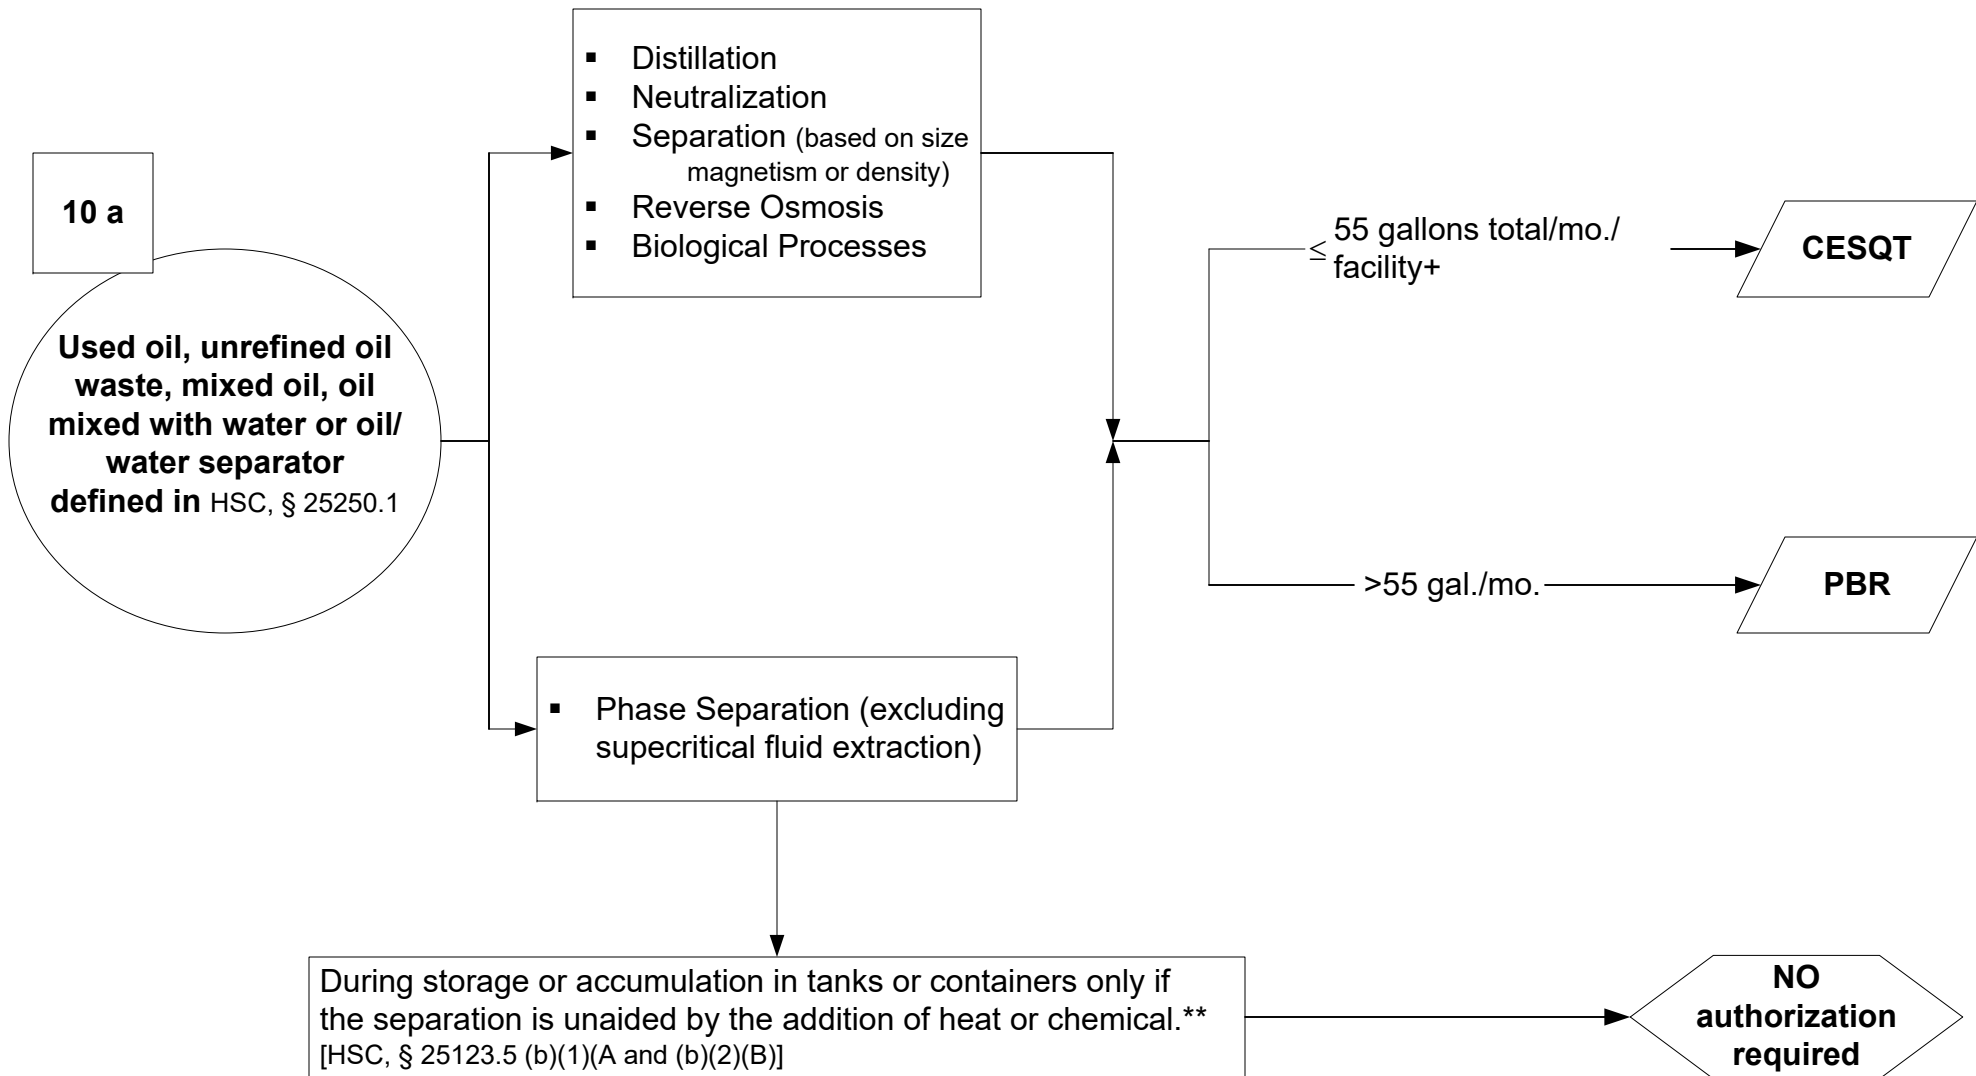 ▪ Distillation
▪ Neutralization
▪ Separation (based on size
magnetism or density)
▪ Reverse Osmosis
▪ Biological Processes
10 a
Used oil, unrefined oil
waste, mixed oil, oil
mixed with water or oil/
water separator
defined in HSC, § 25250.1
≤ 55 gallons total/mo./
facility+
CESQT
>55 gal./mo.
PBR
▪ Phase Separation (excluding
supecritical fluid extraction)
During storage or accumulation in tanks or containers only if
the separation is unaided by the addition of heat or chemical.**
[HSC, § 25123.5 (b)(1)(A and (b)(2)(B)]
NO
authorization
required